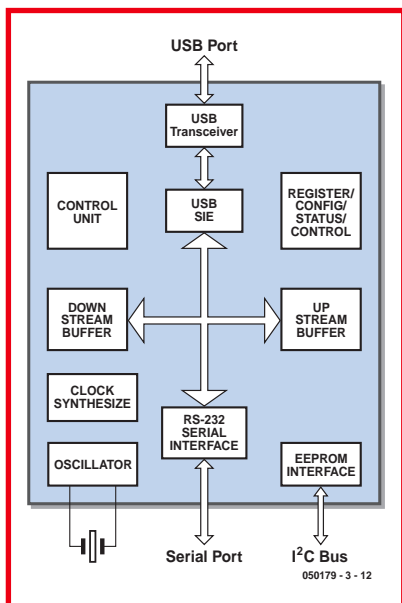 USB Port
USB
Transceiver
CONTROL
UNIT
USB
SIE
REGISTER/
CONFIG/
STATUS/
CONTROL
DOWN
STREAM
BUFFER
UP
STREAM
BUFFER
CLOCK
SYNTHESIZE
RS-232
SERIAL
INTERFACE
OSCILLATOR
EEPROM
INTERFACE
Serial Port
I²C Bus
050179 - 3 - 12